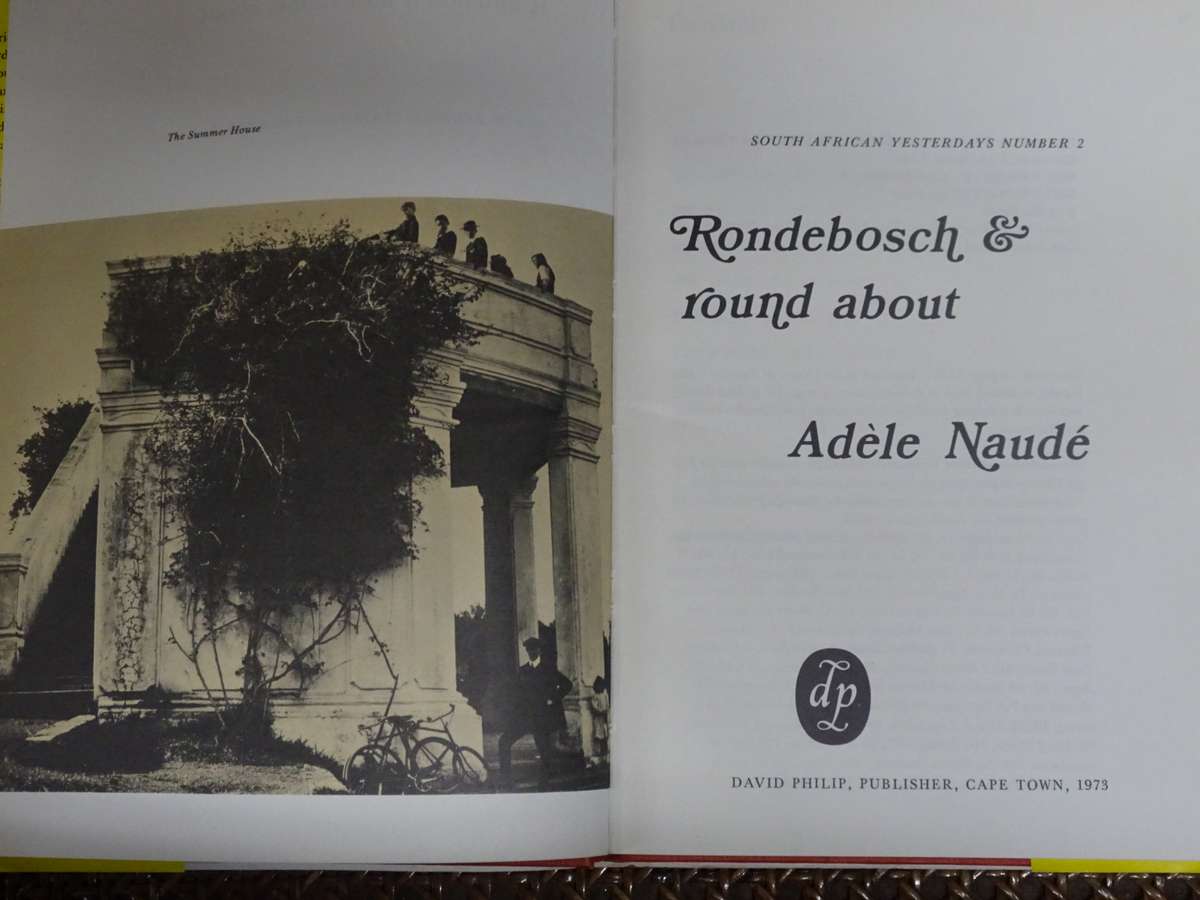 The Summer House
SOUTH AFRICAN YESTERDAYS NUMBER 2
Rondebosch &
round about
Adèle Naudé
dp
DAVID PHILIP, PUBLISHER, CAPE TOWN, 1973